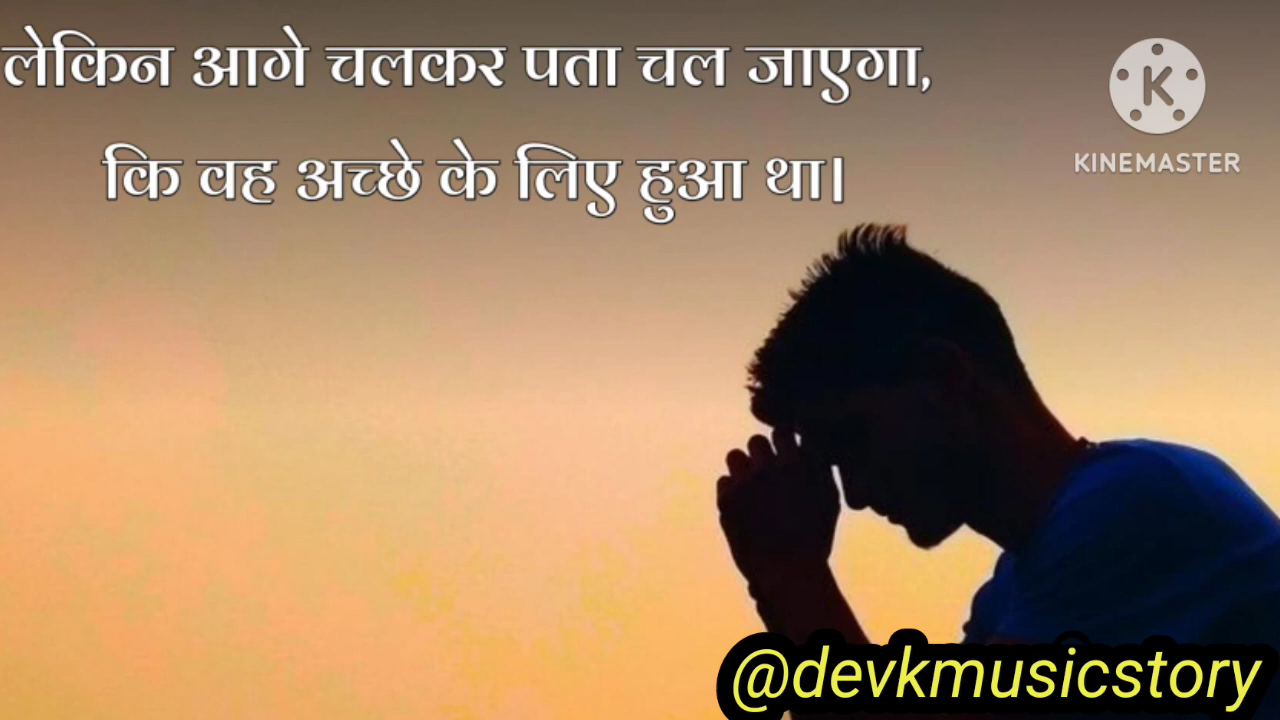 लेकिन आगे चलकर पता चल जाएगा,
कि वह अच्छे के लिए हुआ था।
K
KINEMASTER
@devkmusicstory